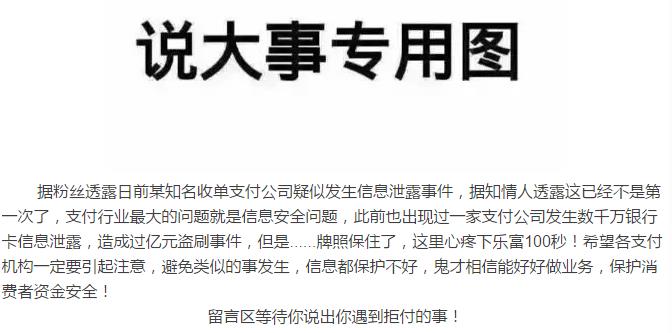 说大事专用图
据粉丝透露日前某知名收单支付公司疑似发生信息泄露事件，据知情人透露这已经不是第
一次了，支付行业最大的问题就是信息安全问题，此前也出现过一家支付公司发生数千万银行
卡信息泄露，造成过亿元盗刷事件，但是......牌照保住了，这里心疼下乐富100秒！希望各支付
机构一定要引起注意，避免类似的事发生，信息都保护不好，鬼才相信能好好做业务，保护消
费者资金安全！
留言区等待你说出你遇到拒付的事！